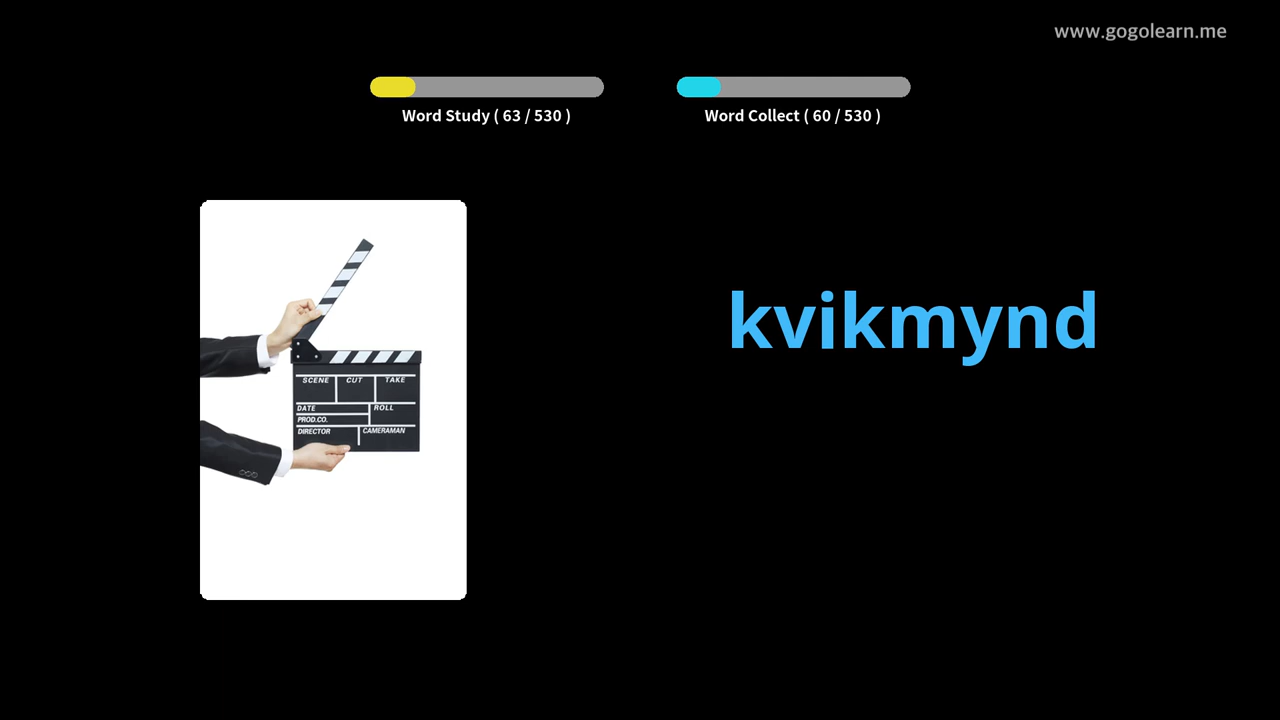 www.gogolearn.me
Word Study ( 63 / 530 )
Word Collect ( 60 / 530 )
kvikmynd
SCENE CUT TAKE
DATE ROLL
PROD.CO.
DIRECTOR CAMERAMAN